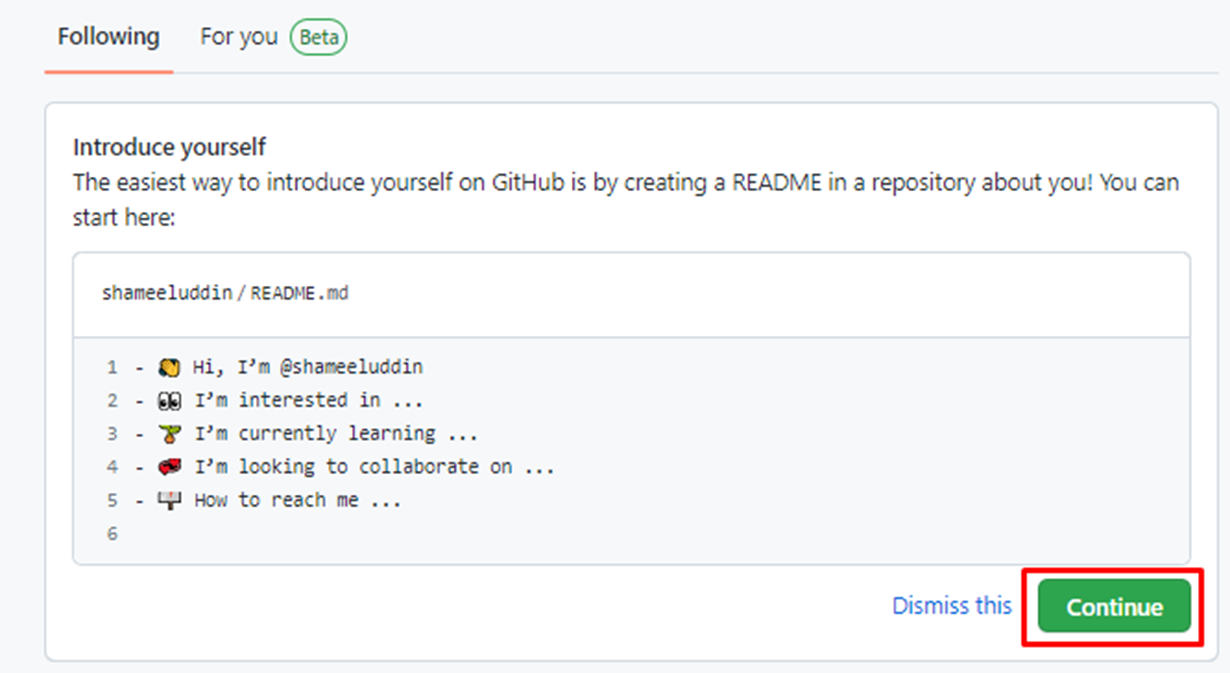 Following For you Beta
Introduce yourself
The easiest way to introduce yourself on GitHub is by creating a README in a repository about you! You can
start here:
shameeluddin / README.md
1 - 👋 Hi, I’m @shameeluddin
2 - 👀 I’m interested in ...
3 - 🌱 I’m currently learning ...
4 - 💞️ I’m looking to collaborate on ...
5 - 📫 How to reach me ...
6
Dismiss this Continue